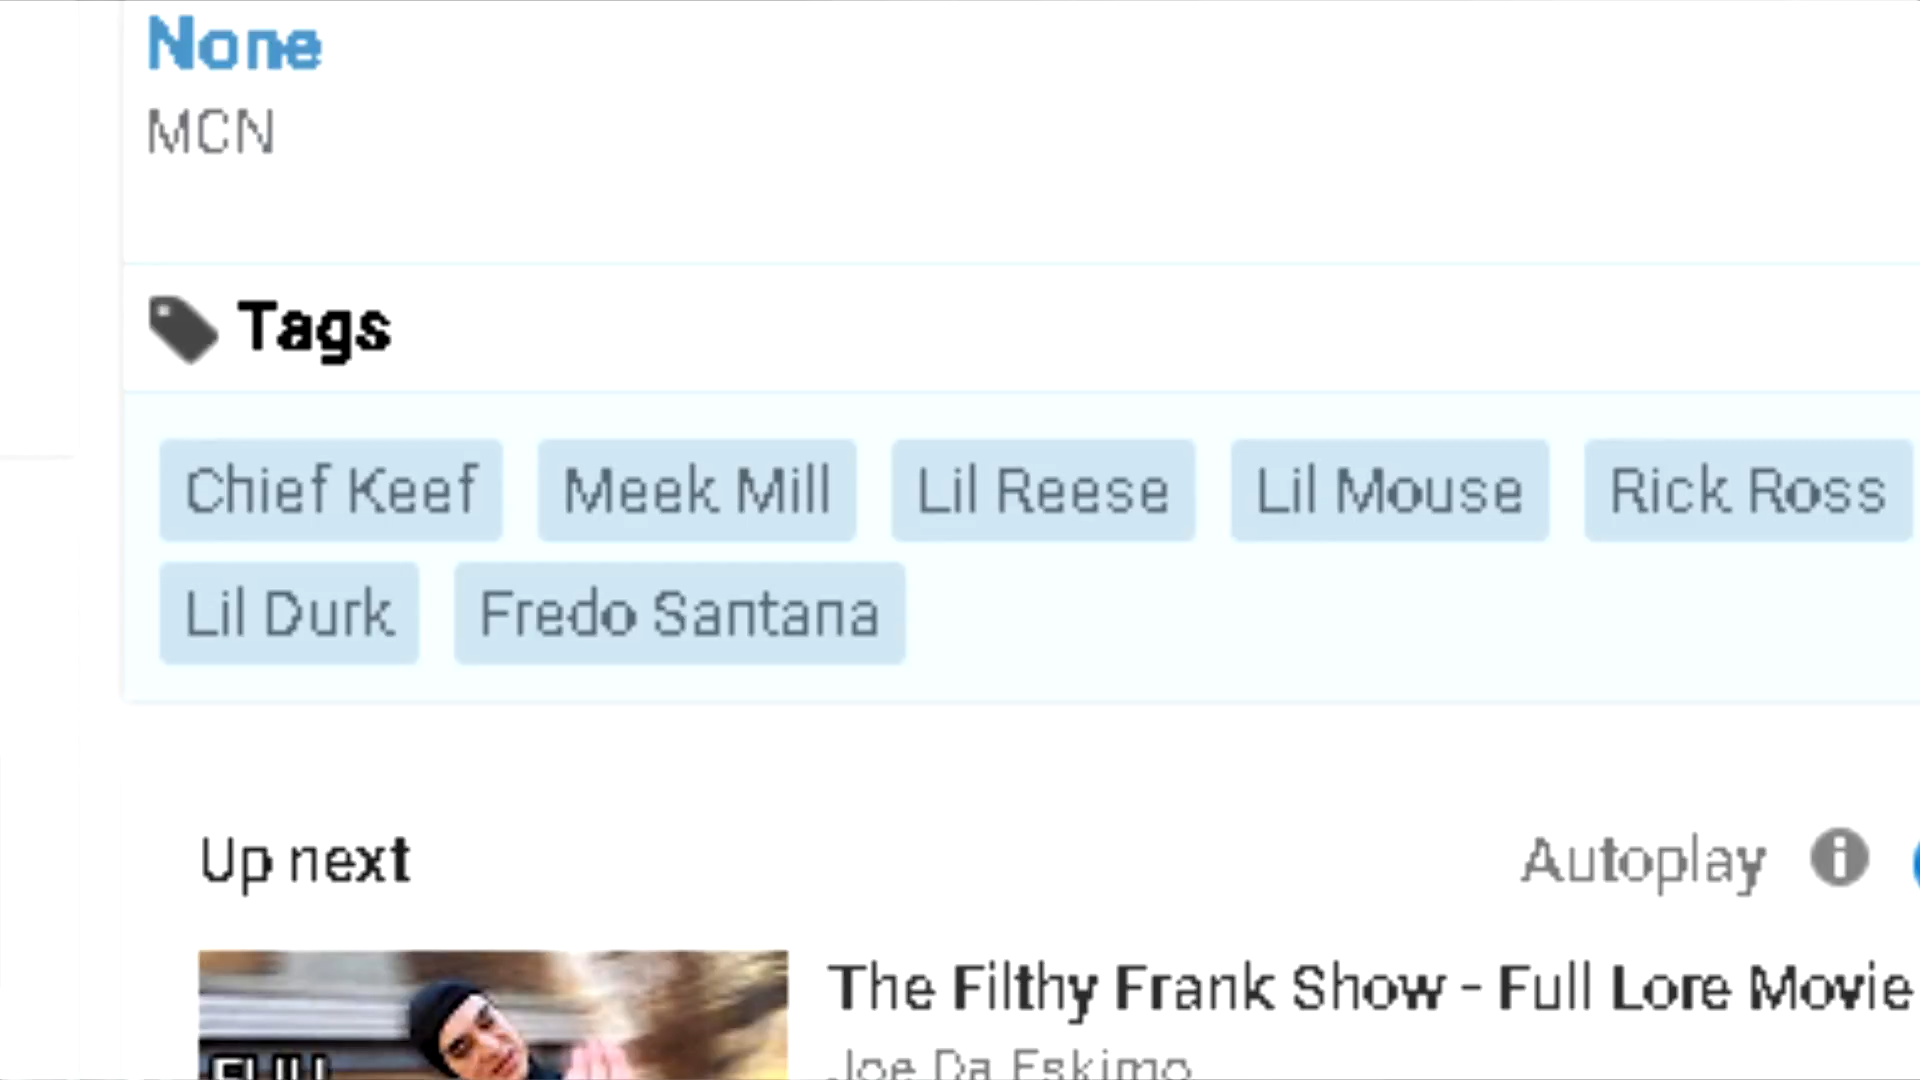 None
MCN
Tags
Chief Keef Meek Mill Lil Reese Lil Mouse Rick Ross
Lil Durk Fredo Santana
Up next Autoplay
The Filthy Frank Show - Full Lore Movie
Joe Da Eskimo
FULL